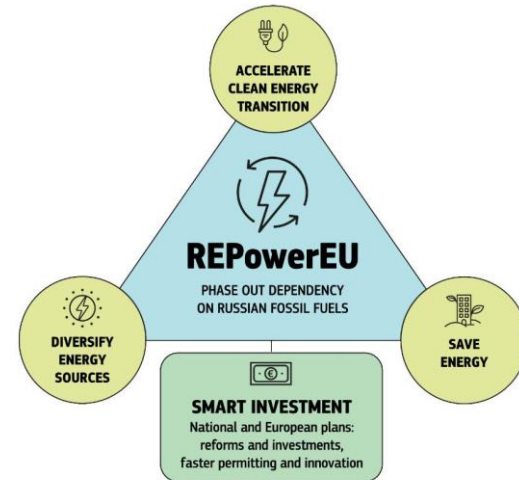 ACCELERATE
CLEAN ENERGY
TRANSITION
REPowerEU
PHASE OUT DEPENDENCY
ON RUSSIAN FOSSIL FUELS
DIVERSIFY
ENERGY
SOURCES
SAVE
ENERGY
€
SMART INVESTMENT
National and European plans:
reforms and investments,
faster permitting and innovation